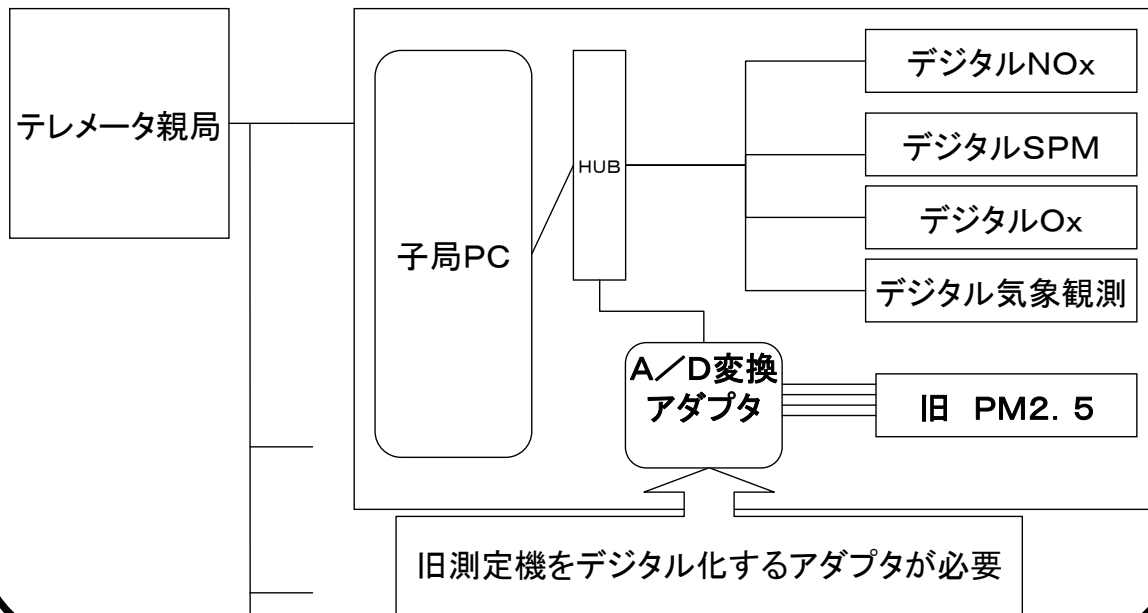 テレメータ親局
子局PC
HUB
デジタルNOx
デジタルSPM
デジタルOx
デジタル気象観測
A／D変換
アダプタ
旧　PM2．5
旧測定機をデジタル化するアダプタが必要